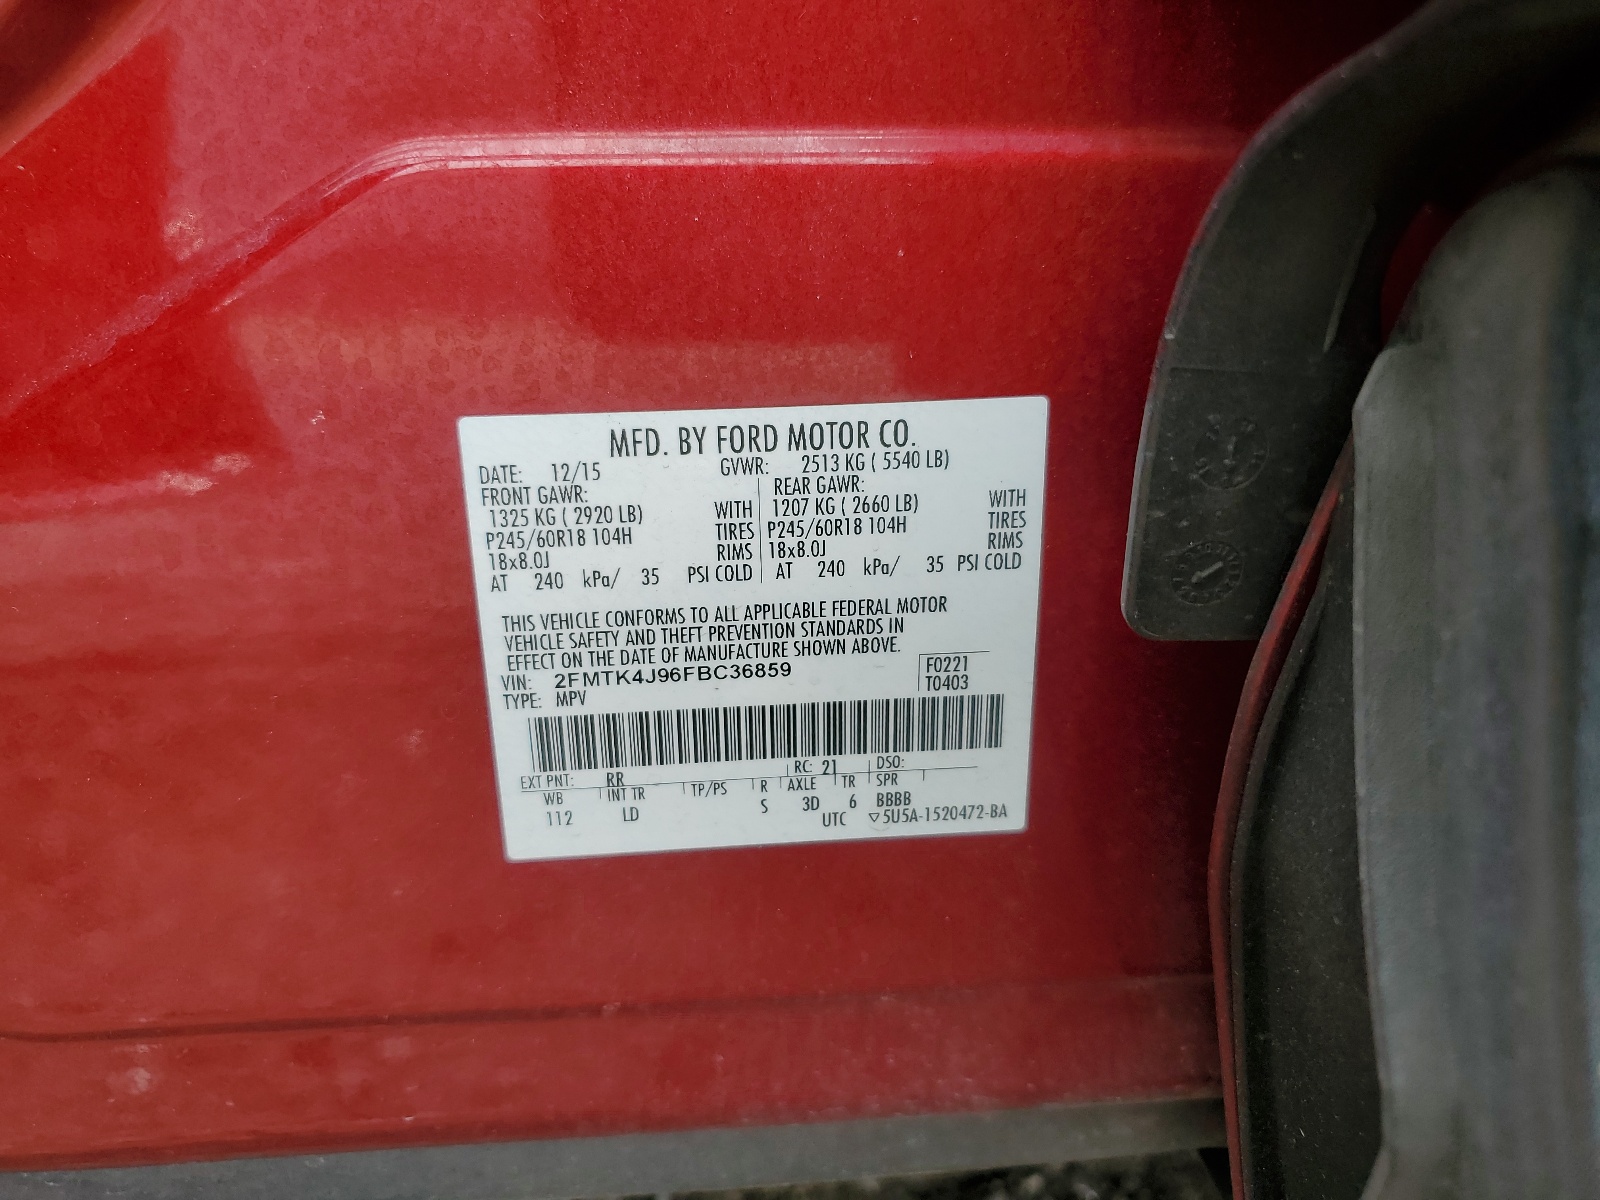 MFD. BY FORD MOTOR CO.
DATE: 12/15 GVWR: 2513 KG ( 5540 LB)
FRONT GAWR: REAR GAWR:
1325 KG ( 2920 LB) WITH 1207 KG ( 2660 LB) WITH
P245/60R18 104H TIRES P245/60R18 104H TIRES
18x8.0J RIMS 18x8.0J RIMS
AT 240 kPa/ 35 PSI COLD AT 240 kPa/ 35 PSI COLD
THIS VEHICLE CONFORMS TO ALL APPLICABLE FEDERAL MOTOR
VEHICLE SAFETY AND THEFT PREVENTION STANDARDS IN
EFFECT ON THE DATE OF MANUFACTURE SHOWN ABOVE.
VIN: 2FMTK4J96FBC36859 F0221
TYPE: MPV T0403
EXT PNT: RR RC: 21 DSO:
WB INT TR TP/PS R AXLE TR SPR
112 LD S 3D 6 BBBB
UTC ▽5U5A-1520472-BA